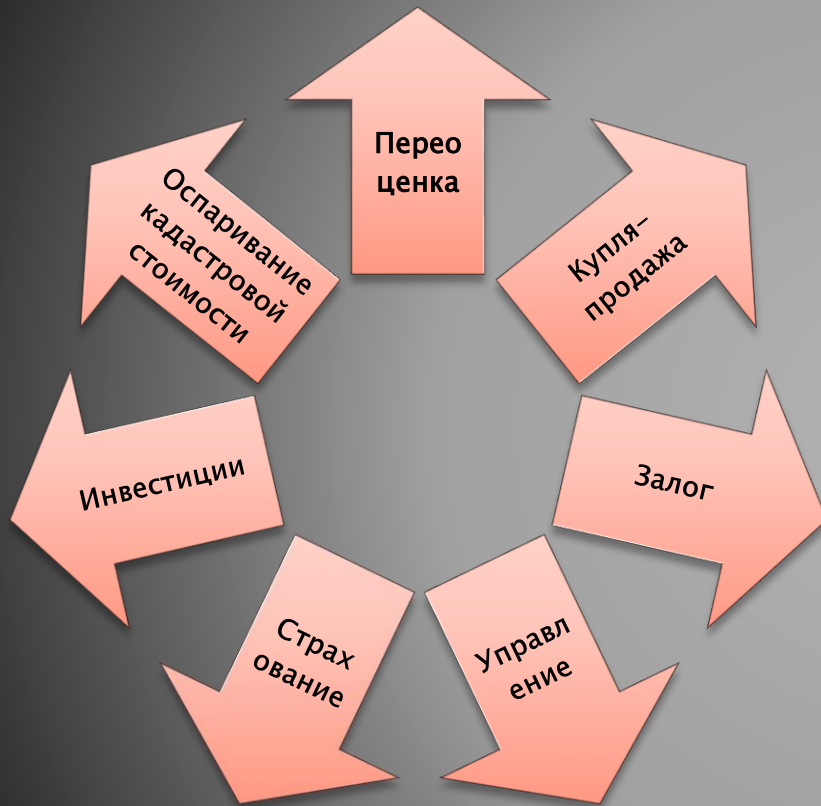 Перео
ценка
Купля–
продажа
Залог
Управл
ение
Страх
ование
Инвестиции
Оспаривание
кадастровой
стоимости